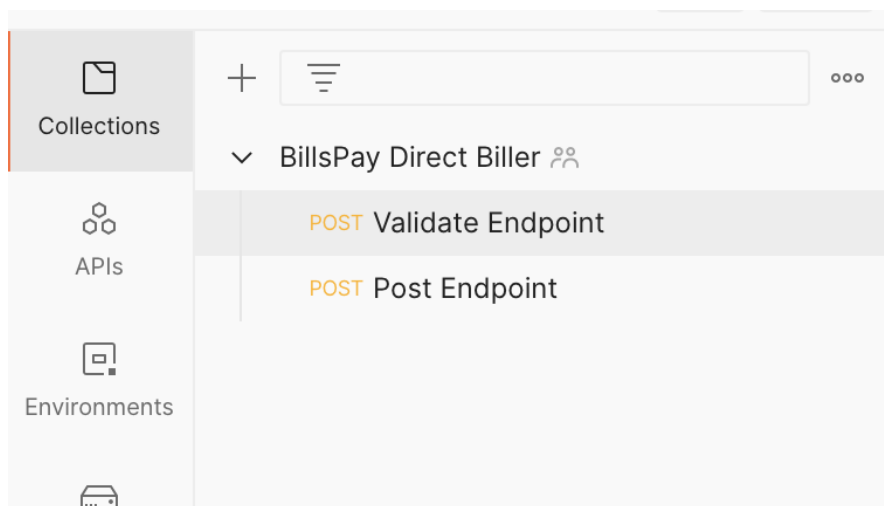 Collections
APIs
Environments
BillsPay Direct Biller
POST Validate Endpoint
POST Post Endpoint